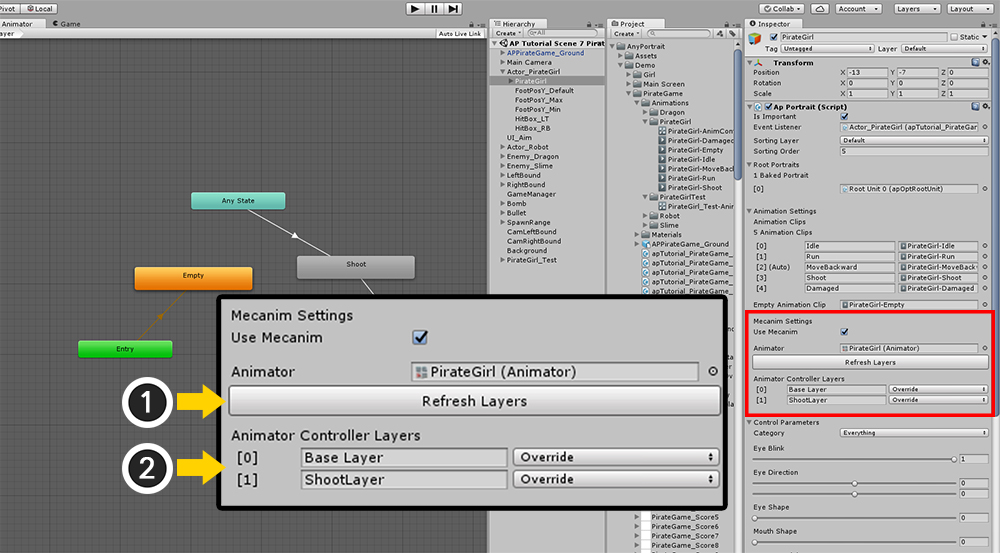 Pivot
Local
Collab
Account
Layers
Layout
Animator
Game
Layer
Auto Live Link
Any State
Shoot
Empty
Entry
Hierarchy
Create
All
AP Tutorial Scene 7 Pirat
APPirateGame_Ground
Main Camera
Actor_PirateGirl
PirateGirl
FootPosY_Default
FootPosY_Max
FootPosY_Min
HitBox_LT
HitBox_RB
UI_Aim
Actor_Robot
Enemy_Dragon
Enemy_Slime
LeftBound
RightBound
GameManager
Bomb
Bullet
SpawnRange
CamLeftBound
CamRightBound
Background
PirateGirl_Test
Project
Create
AnyPortrait
Assets
Demo
Girl
Main Screen
PirateGame
Animations
Dragon
PirateGirl
PirateGirl-AnimCon
PirateGirl-Damaged
PirateGirl-Empty
PirateGirl-Idle
PirateGirl-MoveBack
PirateGirl-Run
PirateGirl-Shoot
PirateGirlTest
PirateGirl_Test-Ani
Robot
Slime
Materials
APPirateGame_Ground
apTutorial_PirateGame_
apTutorial_PirateGame_
apTutorial_PirateGame_
apTutorial_PirateGame_
PirateGame_Score5
PirateGame_Score6
PirateGame_Score7
PirateGame_Score8
Inspector
PirateGirl
Static
Tag Untagged Layer Default
Transform
Position X -13 Y -7 Z 0
Rotation X 0 Y 0 Z 0
Scale X 1 Y 1 Z 1
Ap Portrait (Script)
Is Important
Event Listener Actor_PirateGirl (apTutorial_PirateGam
Sorting Layer Default
Sorting Order 5
Root Portraits
1 Baked Portrait
[0] Root Unit 0 (apOptRootUnit)
Animation Settings
Animation Clips
5 Animation Clips
[0] Idle PirateGirl-Idle
[1] Run PirateGirl-Run
[2] (Auto) MoveBackward PirateGirl-MoveBack
[3] Shoot PirateGirl-Shoot
[4] Damaged PirateGirl-Damaged
Empty Animation Clip PirateGirl-Empty
Mecanim Settings
Use Mecanim
Animator PirateGirl (Animator)
Refresh Layers
Animator Controller Layers
[0] Base Layer Override
[1] ShootLayer Override
Control Parameters
Category Everything
Eye Blink
1
Eye Direction
0
0
Eye Shape
0
Mouth Shape
0
Mecanim Settings
Use Mecanim
Animator PirateGirl (Animator)
1 Refresh Layers
Animator Controller Layers
2 [0] Base Layer Override
[1] ShootLayer Override